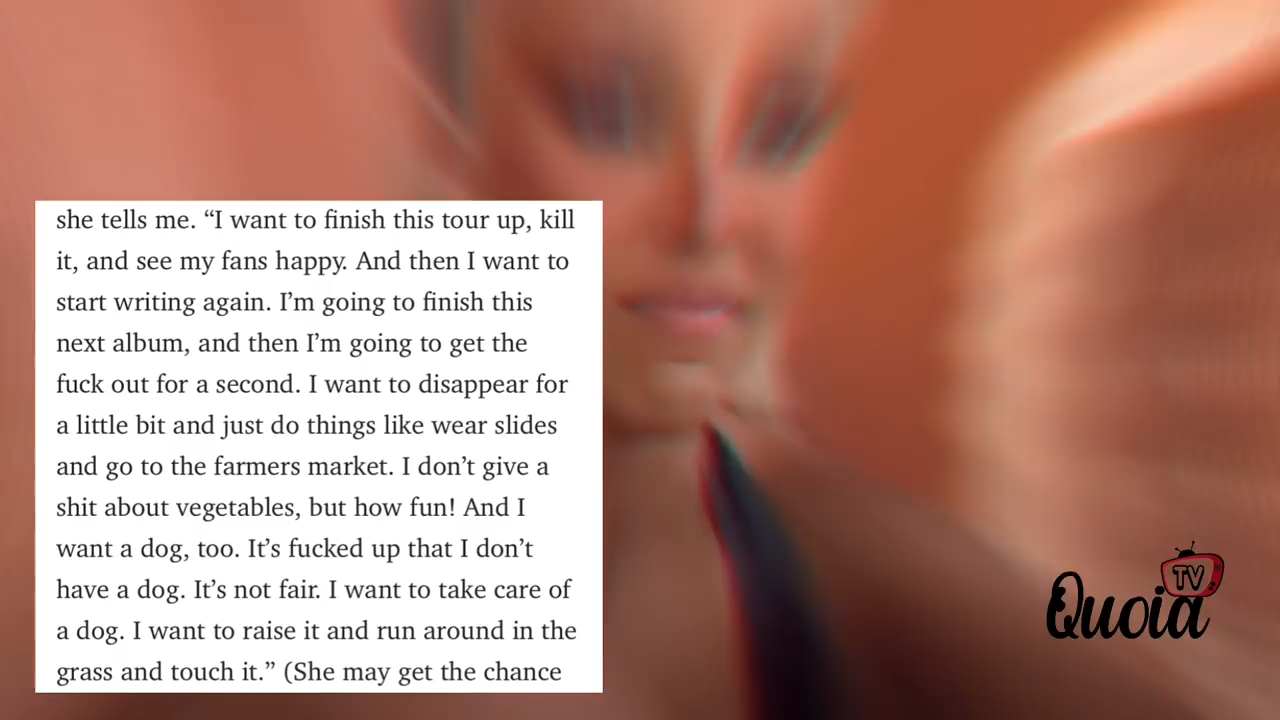 she tells me. “I want to finish this tour up, kill
it, and see my fans happy. And then I want to
start writing again. I’m going to finish this
next album, and then I’m going to get the
fuck out for a second. I want to disappear for
a little bit and just do things like wear slides
and go to the farmers market. I don’t give a
shit about vegetables, but how fun! And I
want a dog, too. It’s fucked up that I don’t
have a dog. It’s not fair. I want to take care of
a dog. I want to raise it and run around in the
grass and touch it.” (She may get the chance
TV
Quoia